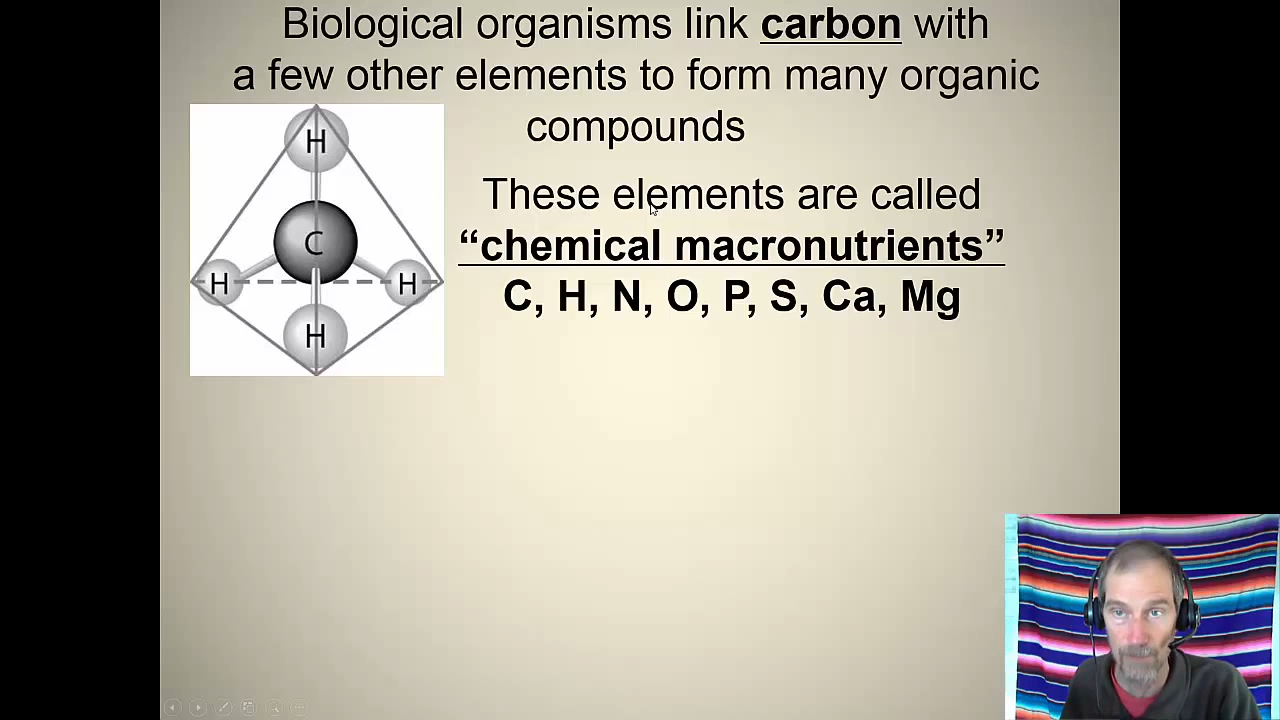 Biological organisms link carbon with
a few other elements to form many organic
compounds
H
C
H
H
H
These elements are called
“chemical macronutrients”
C, H, N, O, P, S, Ca, Mg